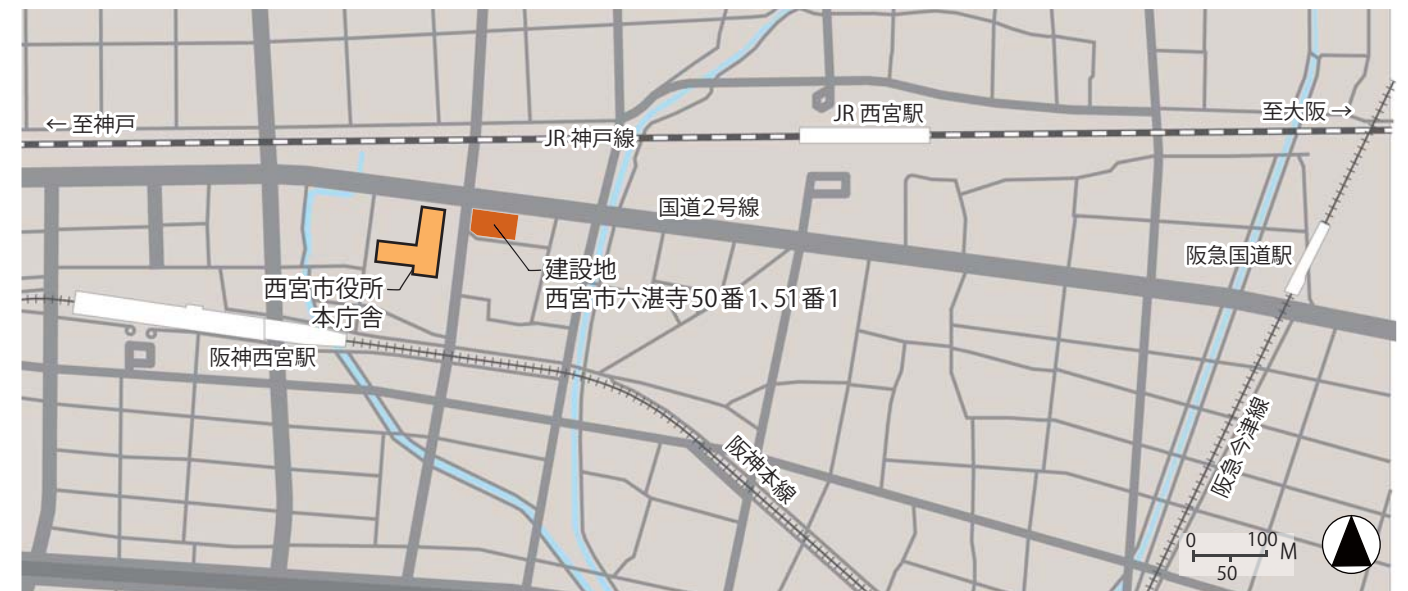 ← 至神戸
JR 神戸線
JR 西宮駅
至大阪 →
国道2号線
阪急国道駅
建設地
西宮市六湛寺50番1、51番1
西宮市役所
本庁舎
阪神西宮駅
阪神本線
阪急今津線
0 100 M
50